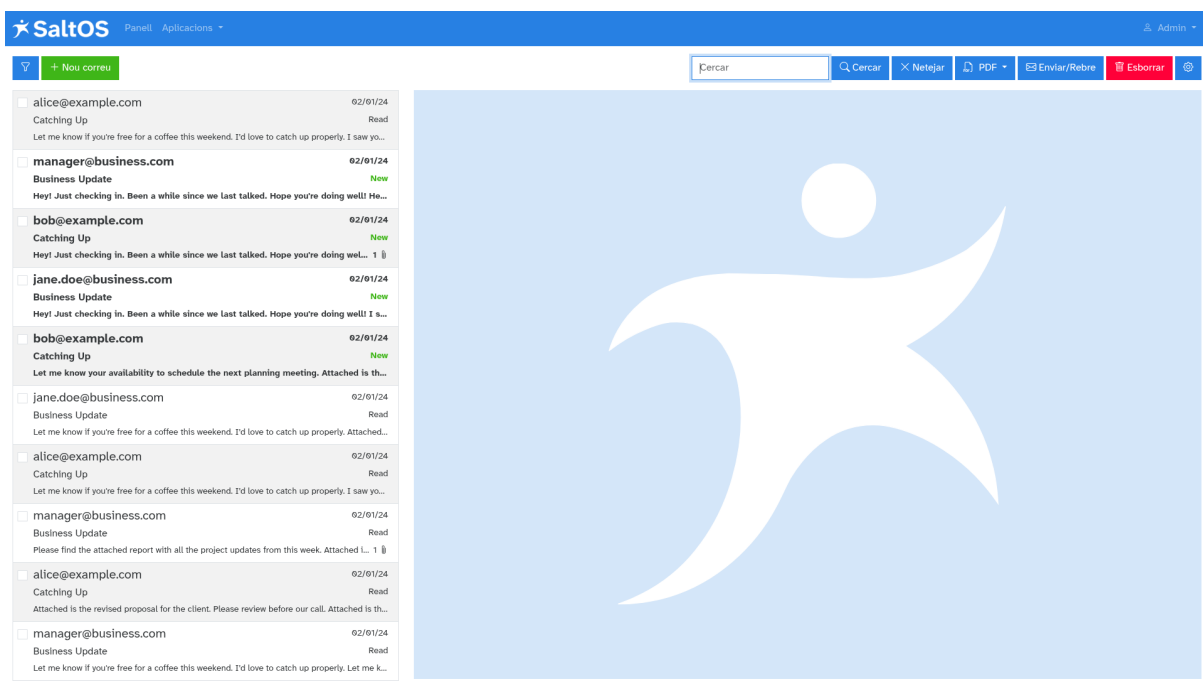 SaltOS Panell Aplicacions Admin
+ Nou correu Cercar Cercar Netejar PDF Enviar/Rebre Esborrar
alice@example.com 02/01/24
Catching Up Read
Let me know if you're free for a coffee this weekend. I'd love to catch up properly. I saw yo...
manager@business.com 02/01/24
Business Update New
Hey! Just checking in. Been a while since we last talked. Hope you're doing well! He...
bob@example.com 02/01/24
Catching Up New
Hey! Just checking in. Been a while since we last talked. Hope you're doing wel... 1
jane.doe@business.com 02/01/24
Business Update New
Hey! Just checking in. Been a while since we last talked. Hope you're doing well! I s...
bob@example.com 02/01/24
Catching Up New
Let me know your availability to schedule the next planning meeting. Attached is th...
jane.doe@business.com 02/01/24
Business Update Read
Let me know if you're free for a coffee this weekend. I'd love to catch up properly. Attached...
alice@example.com 02/01/24
Catching Up Read
Let me know if you're free for a coffee this weekend. I'd love to catch up properly. I saw yo...
manager@business.com 02/01/24
Business Update Read
Please find the attached report with all the project updates from this week. Attached i... 1
alice@example.com 02/01/24
Catching Up Read
Attached is the revised proposal for the client. Please review before our call. Attached is th...
manager@business.com 02/01/24
Business Update Read
Let me know if you're free for a coffee this weekend. I'd love to catch up properly. Let me k...